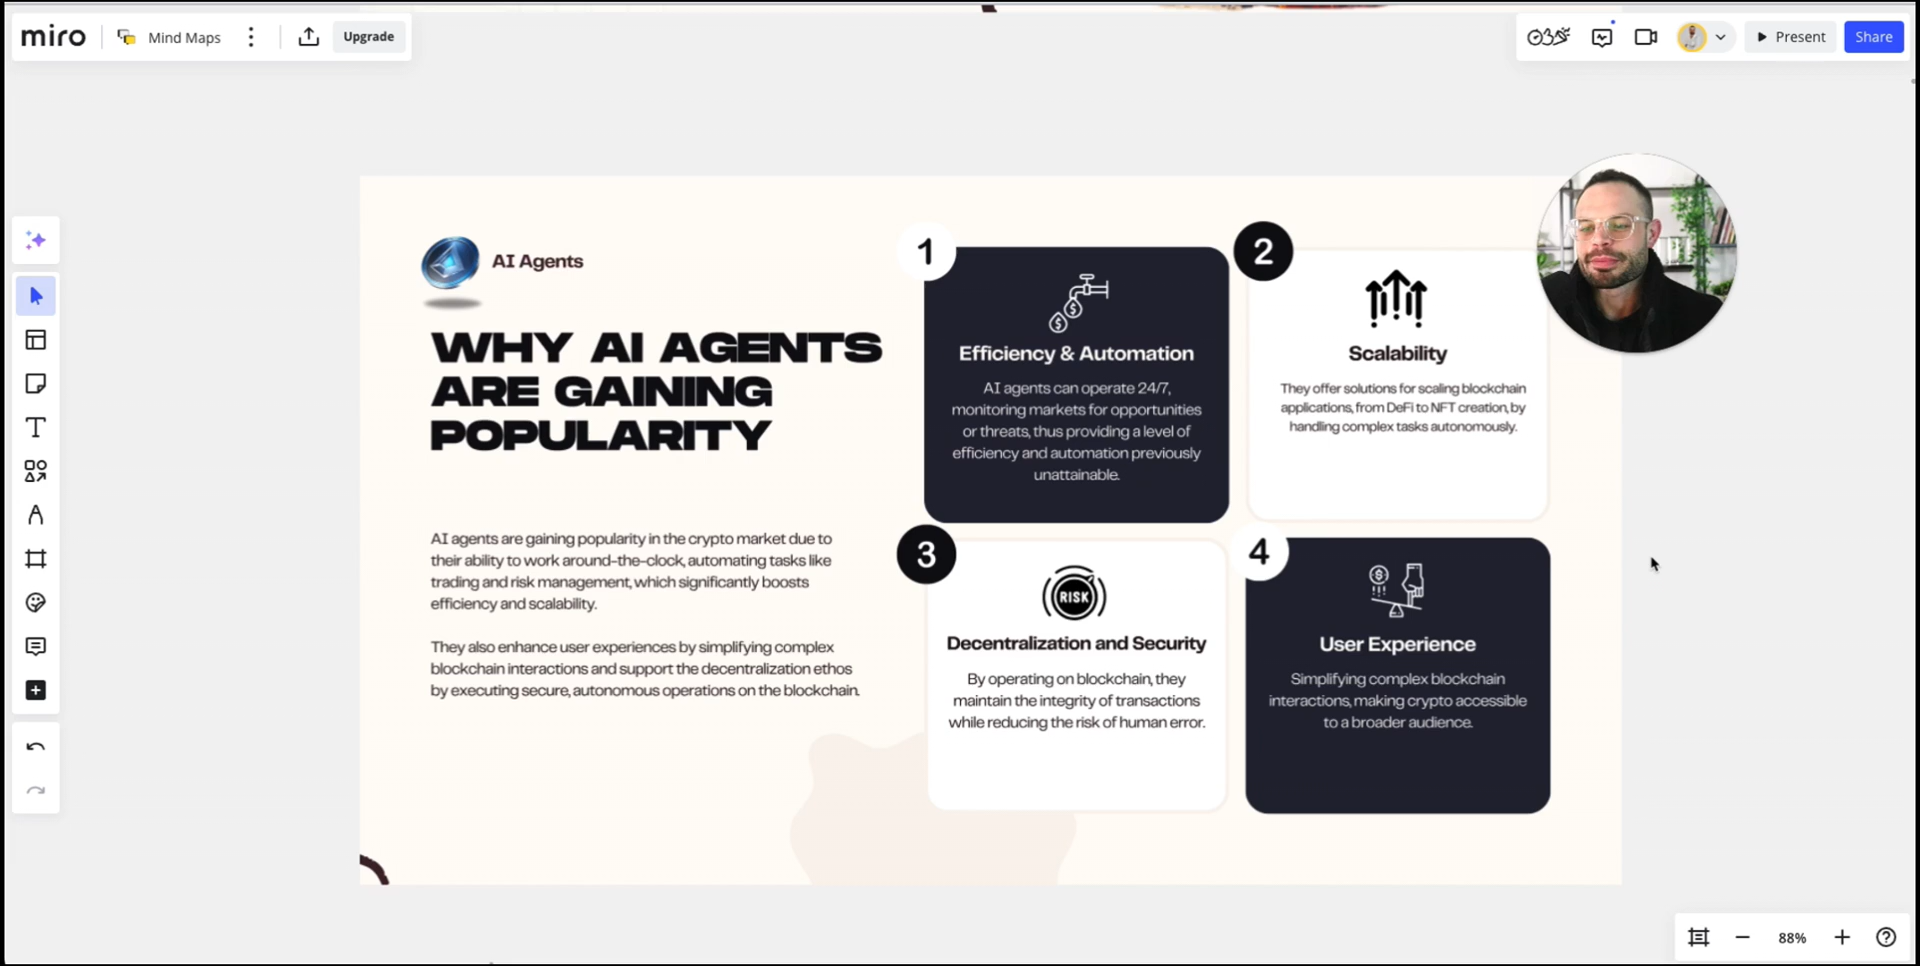 miro
Mind Maps
Upgrade
Present
Share
AI Agents
WHY AI AGENTS
ARE GAINING
POPULARITY
AI agents are gaining popularity in the crypto market due to
their ability to work around-the-clock, automating tasks like
trading and risk management, which significantly boosts
efficiency and scalability.
They also enhance user experiences by simplifying complex
blockchain interactions and support the decentralization ethos
by executing secure, autonomous operations on the blockchain.
1
Efficiency & Automation
AI agents can operate 24/7,
monitoring markets for opportunities
or threats, thus providing a level of
efficiency and automation previously
unattainable.
2
Scalability
They offer solutions for scaling blockchain
applications, from DeFi to NFT creation, by
handling complex tasks autonomously.
3
RISK
Decentralization and Security
By operating on blockchain, they
maintain the integrity of transactions
while reducing the risk of human error.
4
User Experience
Simplifying complex blockchain
interactions, making crypto accessible
to a broader audience.
88%